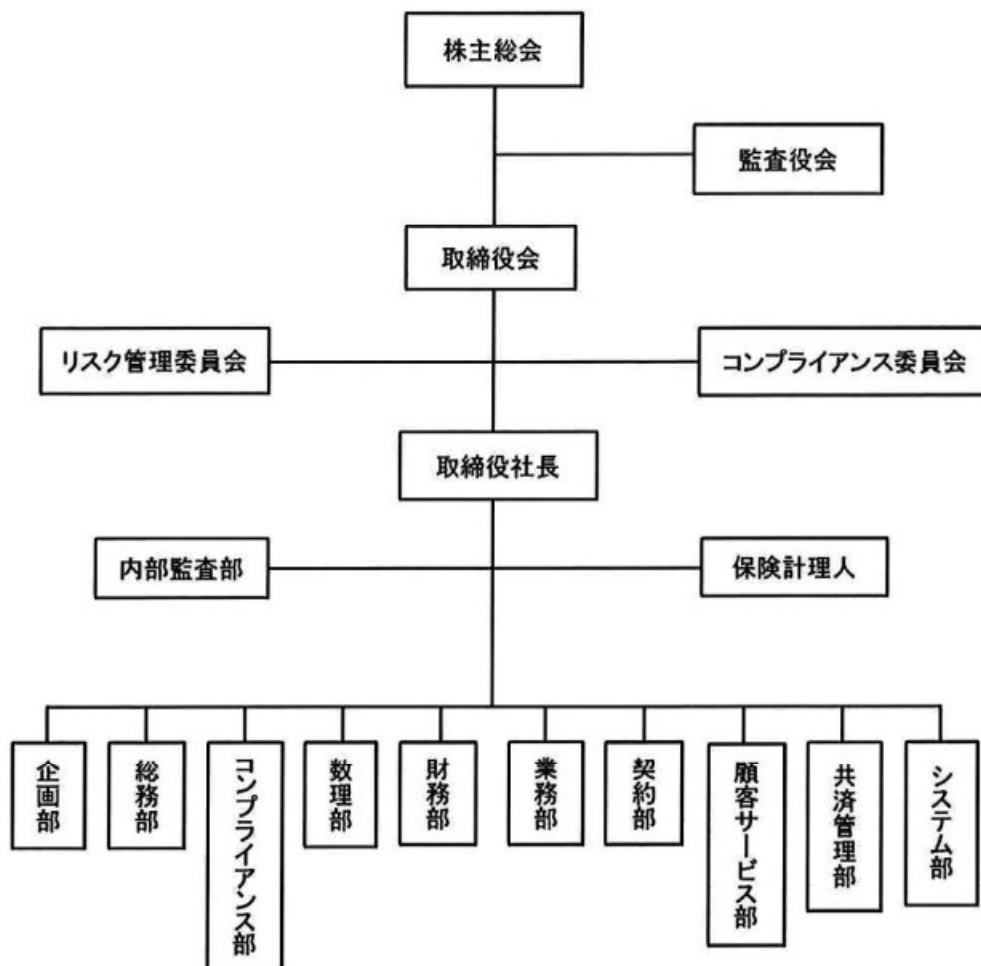 株主総会
監査役会
取締役会
リスク管理委員会
コンプライアンス委員会
取締役社長
内部監査部
保険計理人
企画部
総務部
コンプライアンス部
数理部
財務部
業務部
契約部
顧客サービス部
共済管理部
システム部